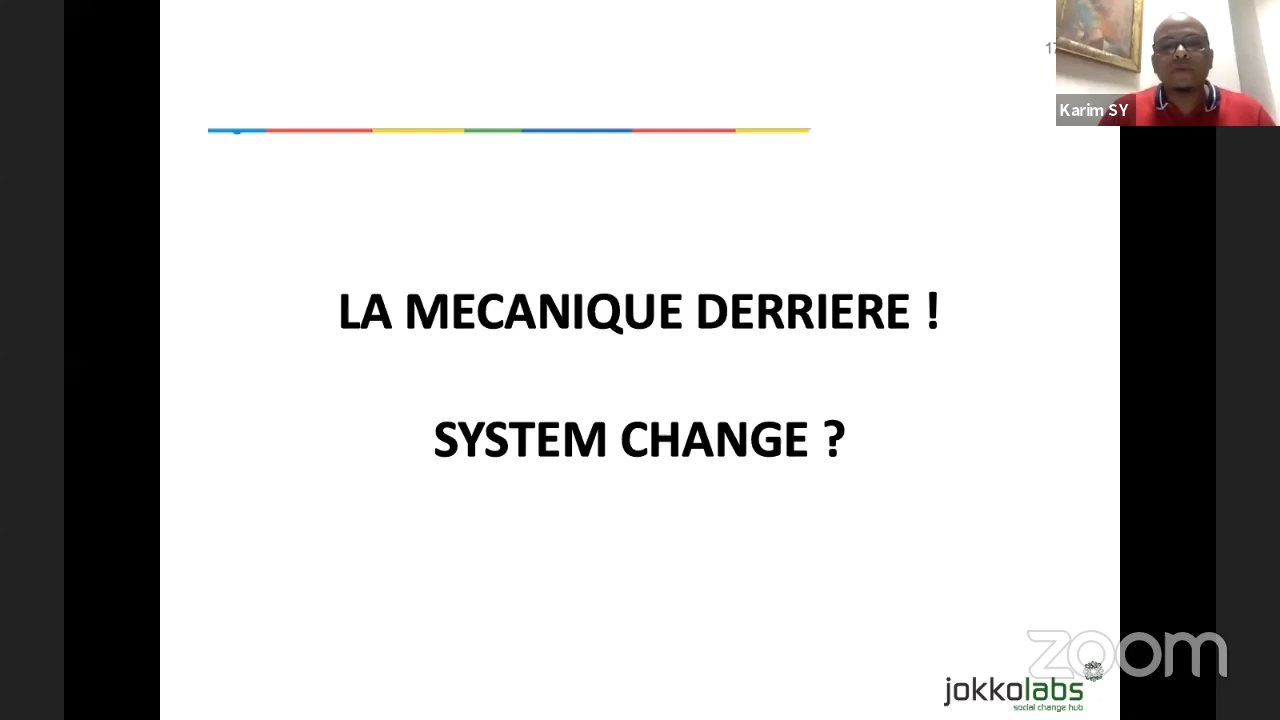 Karim SY
LA MECANIQUE DERRIERE !
SYSTEM CHANGE ?
zoom
jokkolabs
social change hub